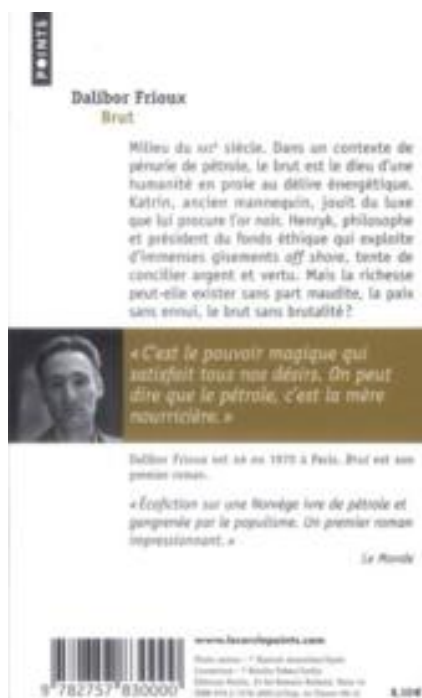 POINTS
Dalibor Frioux
Brut
Milieu du XXIe siècle. Dans un contexte de
pénurie de pétrole, le brut est le dieu d'une
humanité en proie au délire énergétique.
Katrin, ancien mannequin, jouit du luxe
que lui procure l'or noir. Henryk, philosophe
et président du fonds éthique qui exploite
d'immenses gisements off shore, tente de
concilier argent et vertu. Mais la richesse
peut-elle exister sans part maudite, la paix
sans ennui, le brut sans brutalité ?
« C'est le pouvoir magique qui
satisfait tous nos désirs. On peut
dire que le pétrole, c'est la mère
nourricière. »
Dalibor Frioux est né en 1970 à Paris. Brut est son
premier roman.
« Écofiction sur une Norvège ivre de pétrole et
gangrenée par le populisme. Un premier roman
impressionnant. »
Le Monde
www.lecerclepoints.com
9 782757 830000